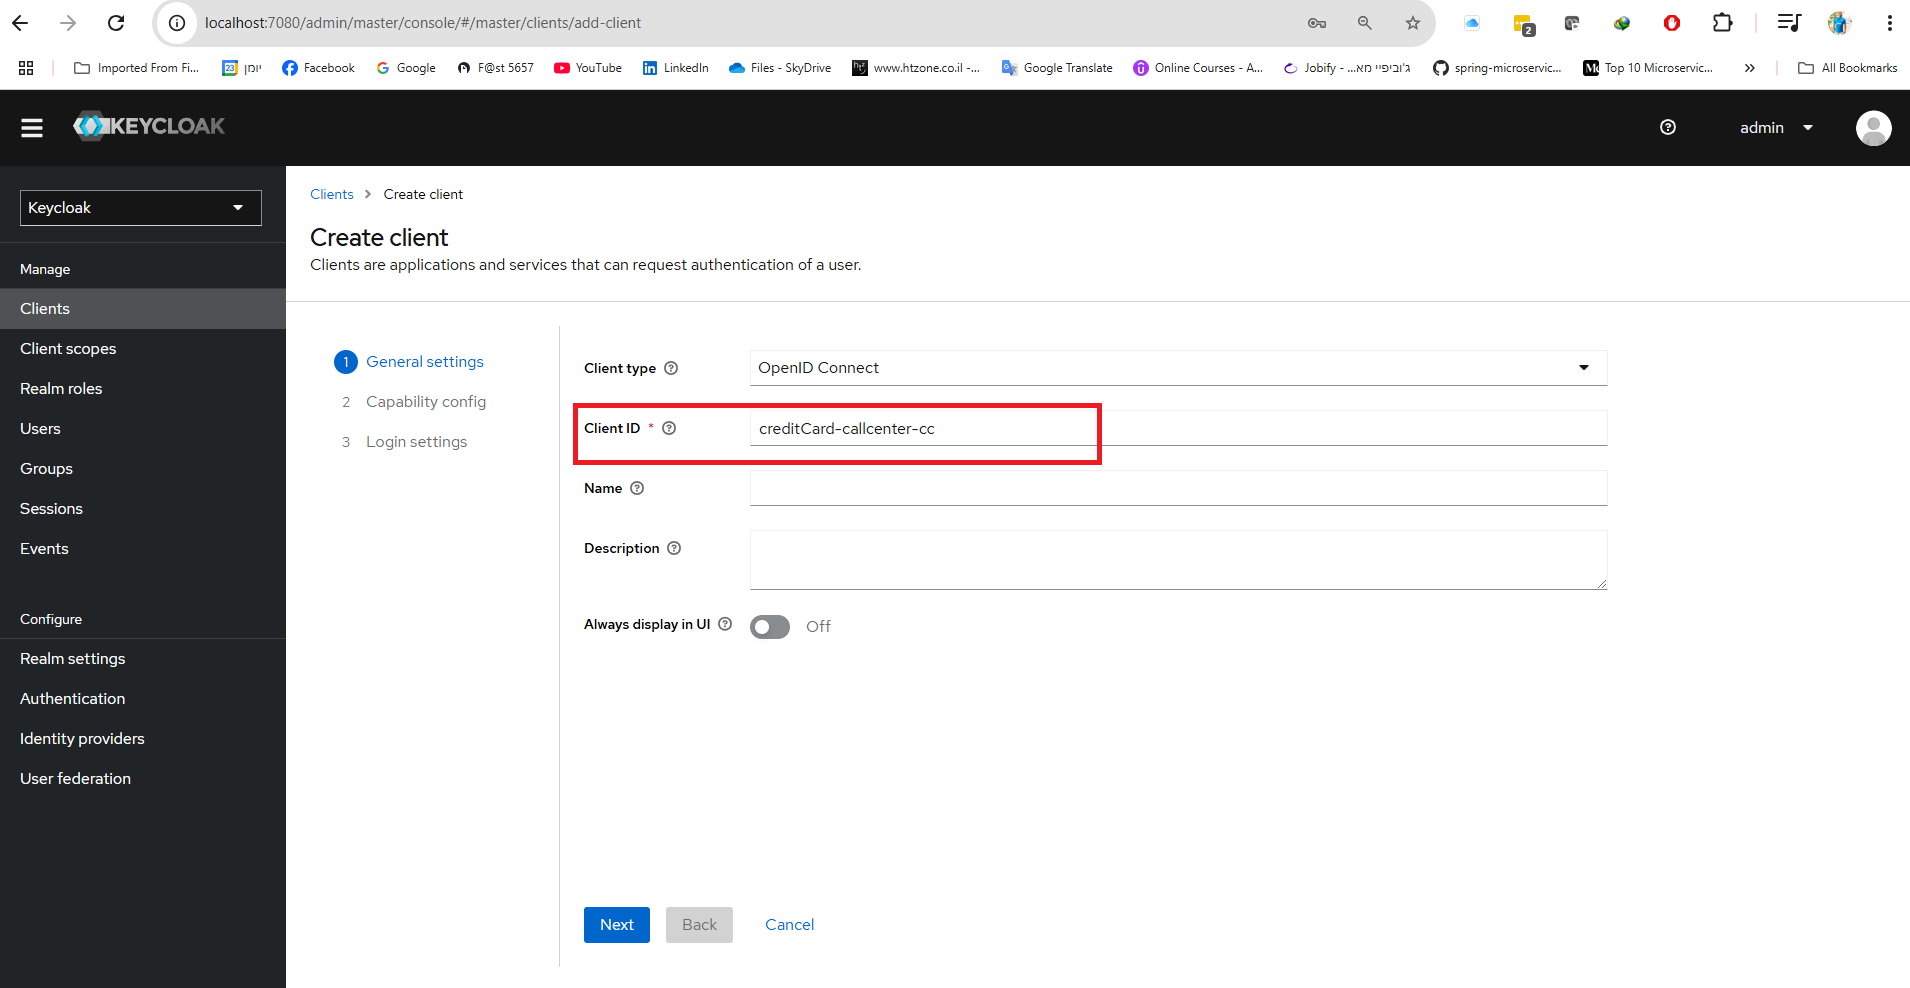 localhost:7080/admin/master/console/#/master/clients/add-client
2
Imported From Fi...
23 יומן
Facebook
Google
F@st 5657
YouTube
LinkedIn
Files - SkyDrive
www.htzone.co.il -...
Google Translate
Online Courses - A...
Jobify - ...ג'וביפיי מא
spring-microservic...
Top 10 Microservic...
All Bookmarks
KEYCLOAK
admin
Keycloak
Manage
Clients
Client scopes
Realm roles
Users
Groups
Sessions
Events
Configure
Realm settings
Authentication
Identity providers
User federation
Clients > Create client
Create client
Clients are applications and services that can request authentication of a user.
1 General settings
2 Capability config
3 Login settings
Client type
OpenID Connect
Client ID *
creditCard-callcenter-cc
Name
Description
Always display in UI
Off
Next
Back
Cancel